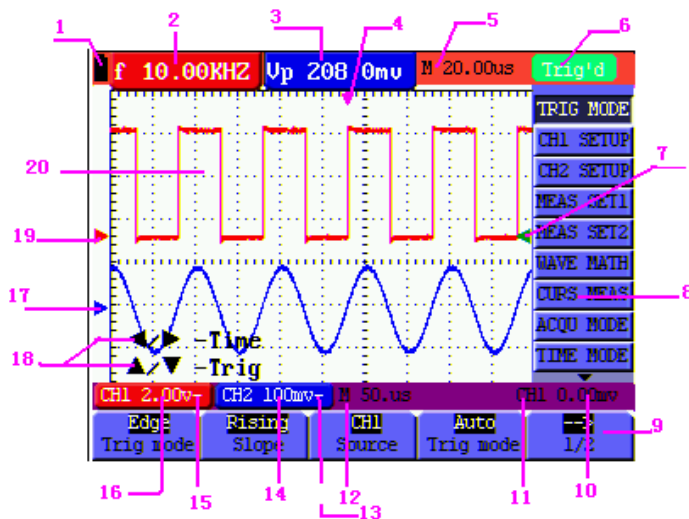 1 2 3 4 5 6
f 10.00KHZ Vp 208 0mv M 20.00us Trig'd
TRIG MODE
CH1 SETUP
7
CH2 SETUP
20
MEAS SET1
19
MEAS SET2
WAVE MATH
17
CURS MEAS
8
ACQU MODE
18
◀/▶ -Time
TIME MODE
▲/▼ -Trig
CH1 2.00v- CH2 100mv- M 50.us CH1 0.00mv
Edge Rising CH1 Auto -->
9
Trig mode Slope Source Trig mode 1/2
16 15 14 13 12 11 10